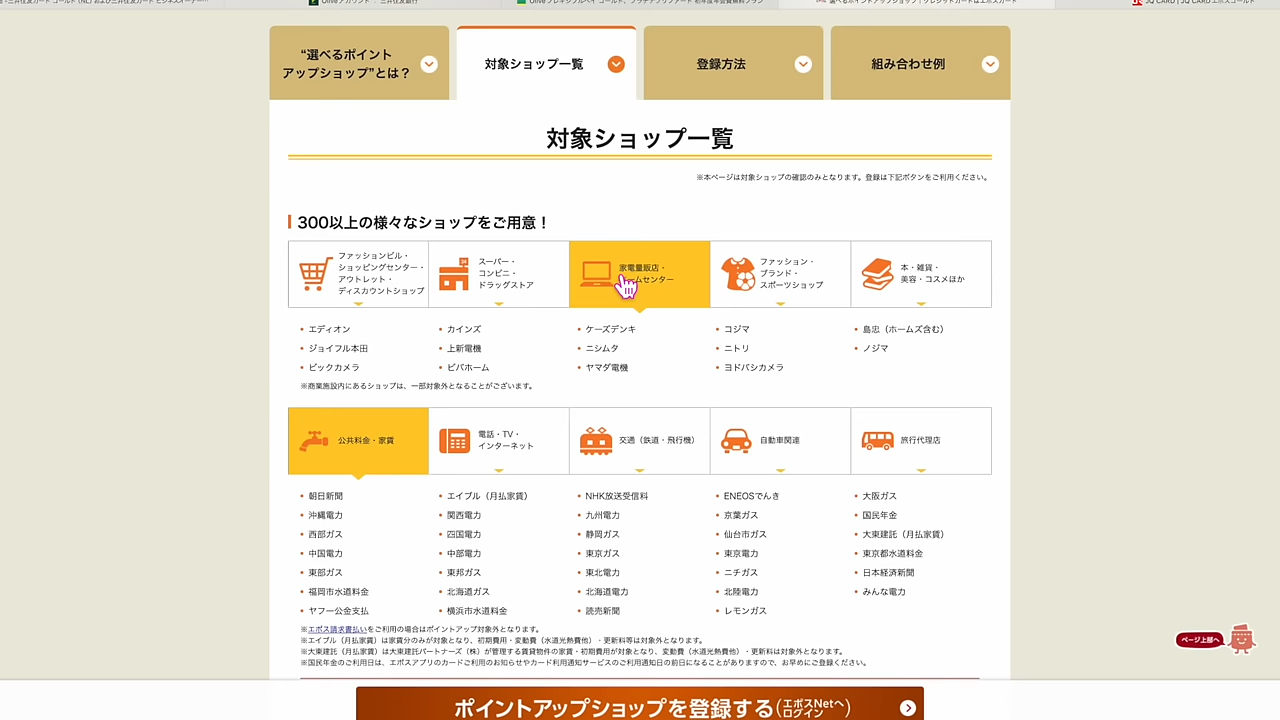 “選べるポイント
アップショップ”とは？
対象ショップ一覧
登録方法
組み合わせ例
対象ショップ一覧
※本ページは対象ショップの確認のみとなります。登録は下記ボタンをご利用ください。
300以上の様々なショップをご用意！
ファッションビル・
ショッピングセンター・
アウトレット・
ディスカウントショップ
スーパー・
コンビニ・
ドラッグストア
家電量販店・
ームセンター
ファッション・
ブランド・
スポーツショップ
本・雑貨・
美容・コスメほか
・エディオン
・カインズ
・ケーズデンキ
・コジマ
・島忠（ホームズ含む）
・ジョイフル本田
・上新電機
・ニシムタ
・ニトリ
・ノジマ
・ビックカメラ
・ビバホーム
・ヤマダ電機
・ヨドバシカメラ
※商業施設内にあるショップは、一部対象外となることがございます。
公共料金・家賃
電話・TV・
インターネット
交通（鉄道・飛行機）
自動車関連
旅行代理店
・朝日新聞
・エイブル（月払家賃）
・NHK放送受信料
・ENEOSでんき
・大阪ガス
・沖縄電力
・関西電力
・九州電力
・京葉ガス
・国民年金
・西部ガス
・四国電力
・静岡ガス
・仙台市ガス
・大東建託（月払家賃）
・中国電力
・中部電力
・東京ガス
・東京電力
・東京都水道料金
・東部ガス
・東邦ガス
・東北電力
・ニチガス
・日本経済新聞
・福岡市水道料金
・北海道ガス
・北海道電力
・北陸電力
・みんな電力
・ヤフー公金支払
・横浜市水道料金
・読売新聞
・レモンガス
※エポス請求書払いをご利用の場合はポイントアップ対象外となります。
※エイブル（月払家賃）は家賃分のみが対象となり、初期費用・変動費（水道光熱費他）・更新料等は対象外となります。
※大東建託（月払家賃）は大東建託パートナーズ（株）が管理する賃貸物件の家賃・初期費用が対象となり、変動費（水道光熱費他）・更新料は対象外となります。
※国民年金のご利用日は、エポスアプリのカードご利用のお知らせやカード利用通知サービスのご利用通知日の前日になることがありますので、お早めにご登録ください。
ページ上部へ
ポイントアップショップを登録する（エポスNetへログイン）